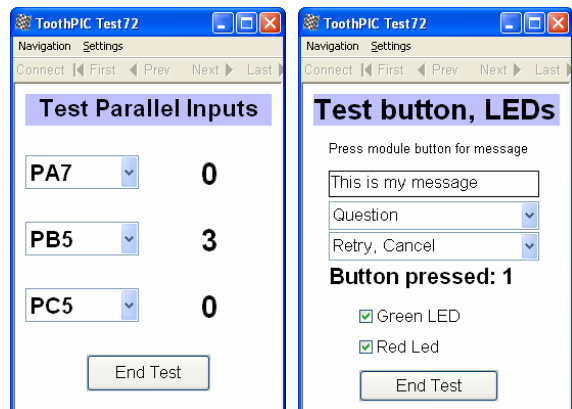 ToothPIC Test72
Navigation Settings
Connect First Prev Next Last
Test Parallel Inputs
PA7 0
PB5 3
PC5 0
End Test
ToothPIC Test72
Navigation Settings
Connect First Prev Next Last
Test button, LEDs
Press module button for message
This is my message
Question
Retry, Cancel
Button pressed: 1
Green LED
Red Led
End Test